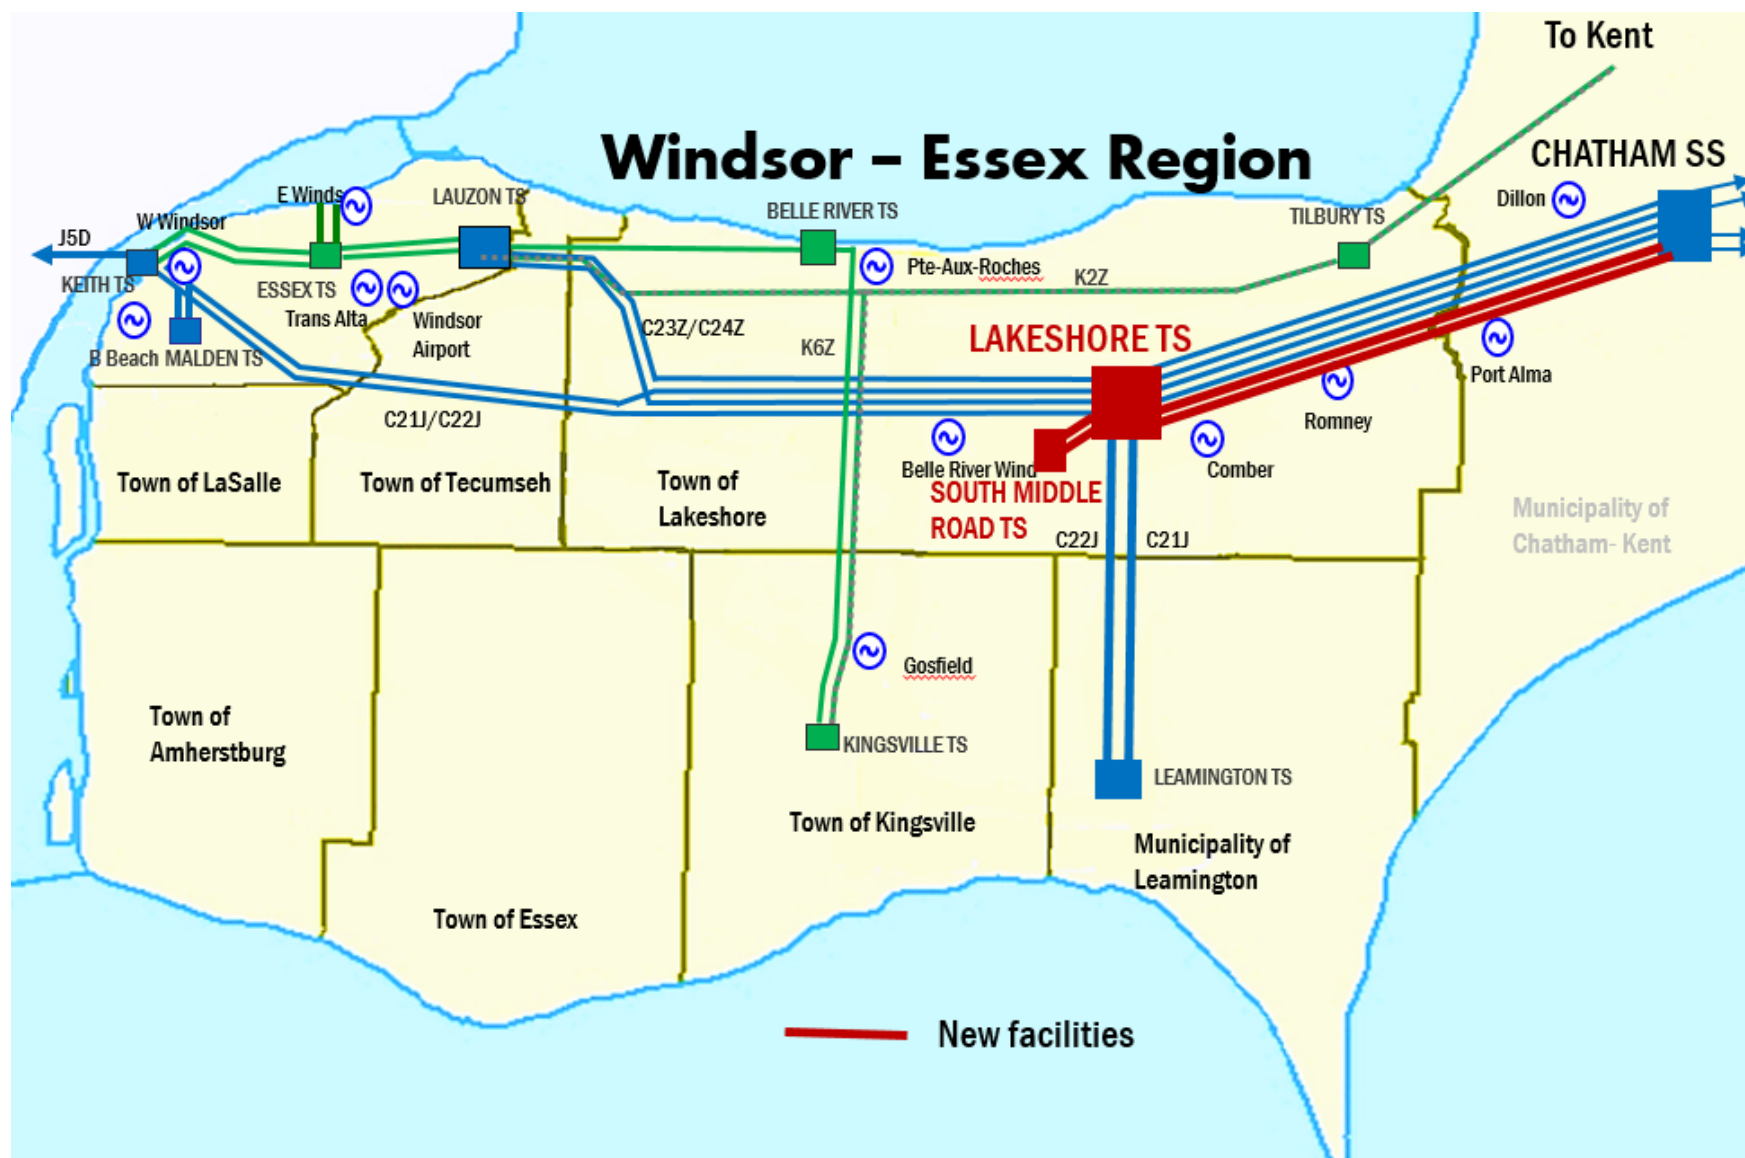 To Kent
Windsor – Essex Region
CHATHAM SS
E Winds
LAUZON TS
Dillon
W Windsor
BELLE RIVER TS
TILBURY TS
J5D
KEITH TS
ESSEX TS
Pte-Aux-Roches
K2Z
Trans Alta
Windsor
Airport
C23Z/C24Z
K6Z
LAKESHORE TS
B Beach
MALDEN TS
Port Alma
C21J/C22J
Romney
Belle River Wind
Comber
Town of LaSalle
Town of Tecumseh
Town of
Lakeshore
SOUTH MIDDLE
ROAD TS
C22J
C21J
Municipality of
Chatham- Kent
Gosfield
Town of
Amherstburg
KINGSVILLE TS
LEAMINGTON TS
Town of Kingsville
Municipality of
Leamington
Town of Essex
New facilities